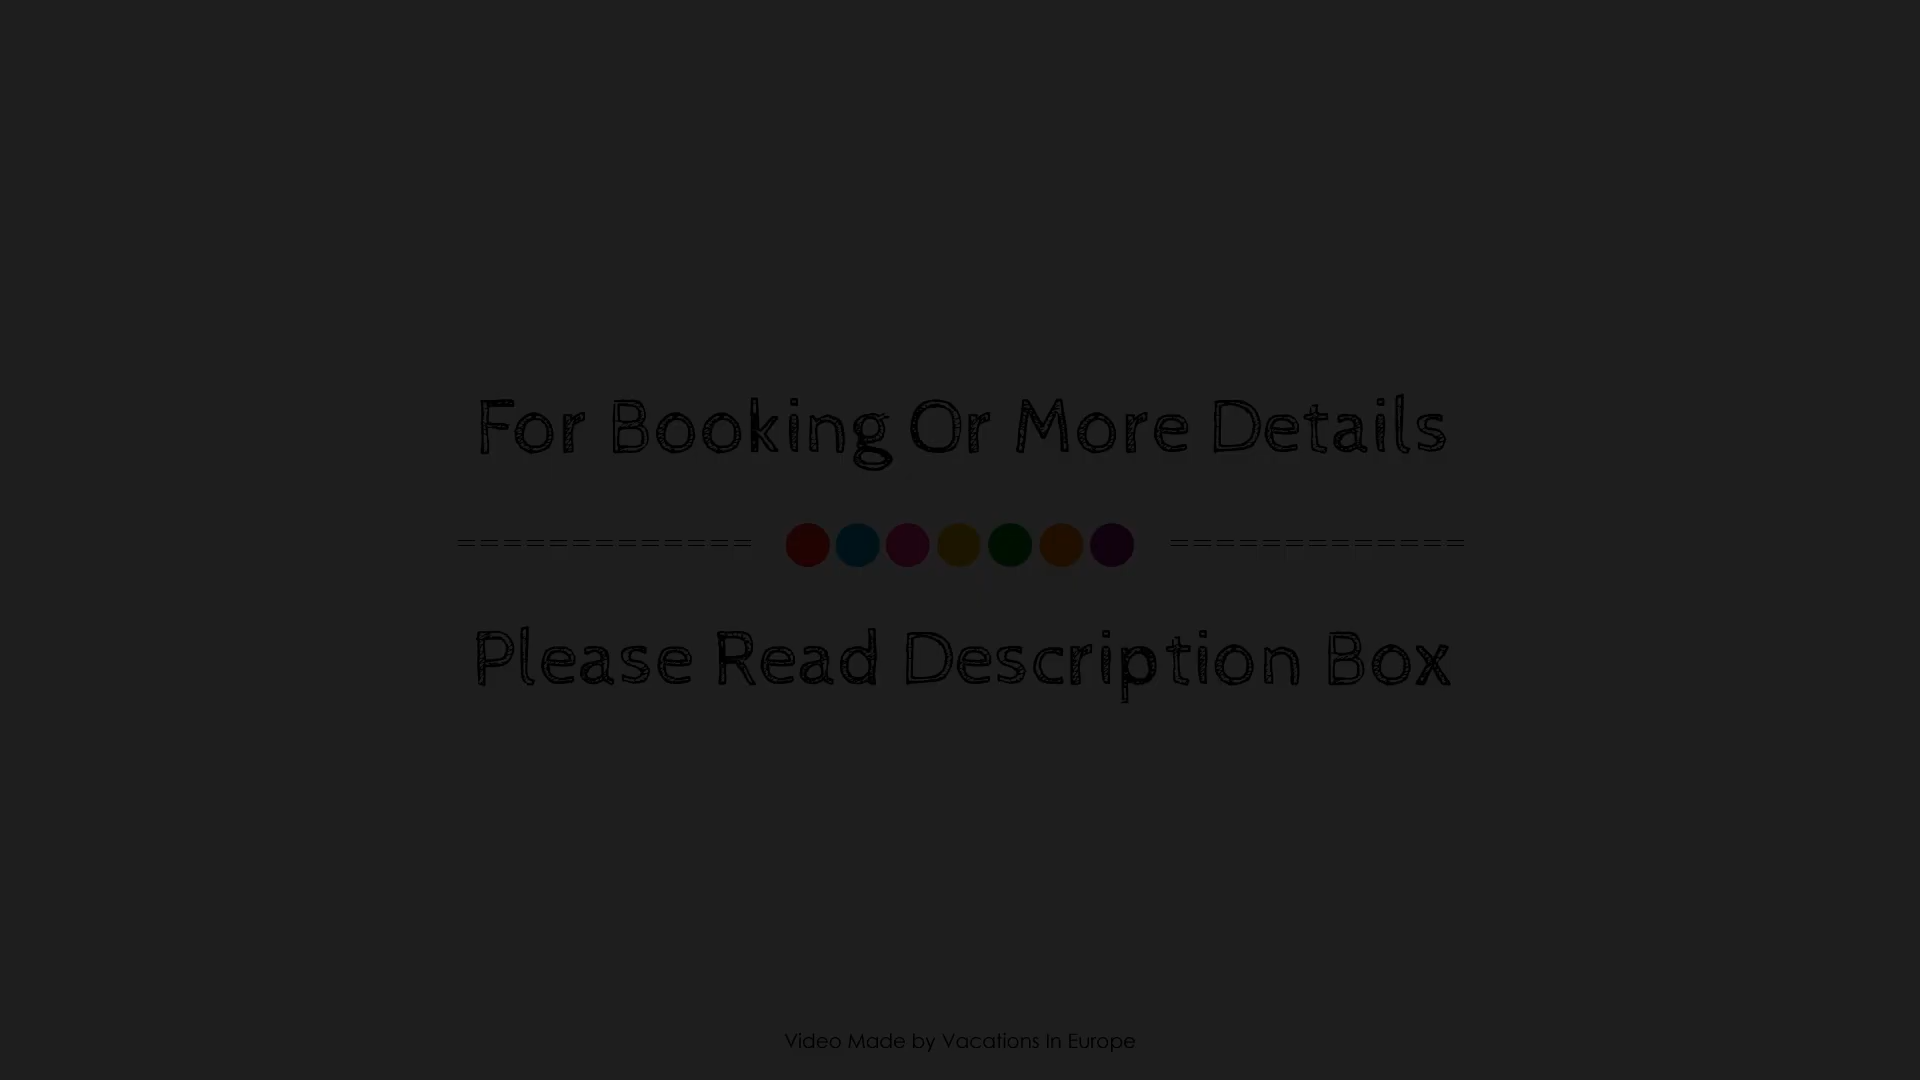 For Booking Or More Details
============= =============
Please Read Description Box
Video Made by Vacations In Europe